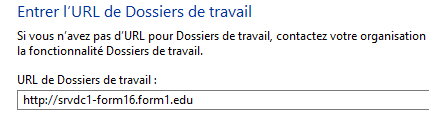 Entrer l'URL de Dossiers de travail
Si vous n'avez pas d'URL pour Dossiers de travail, contactez votre organisation
la fonctionnalité Dossiers de travail.
URL de Dossiers de travail :
http://srvdc1-form16.form1.edu